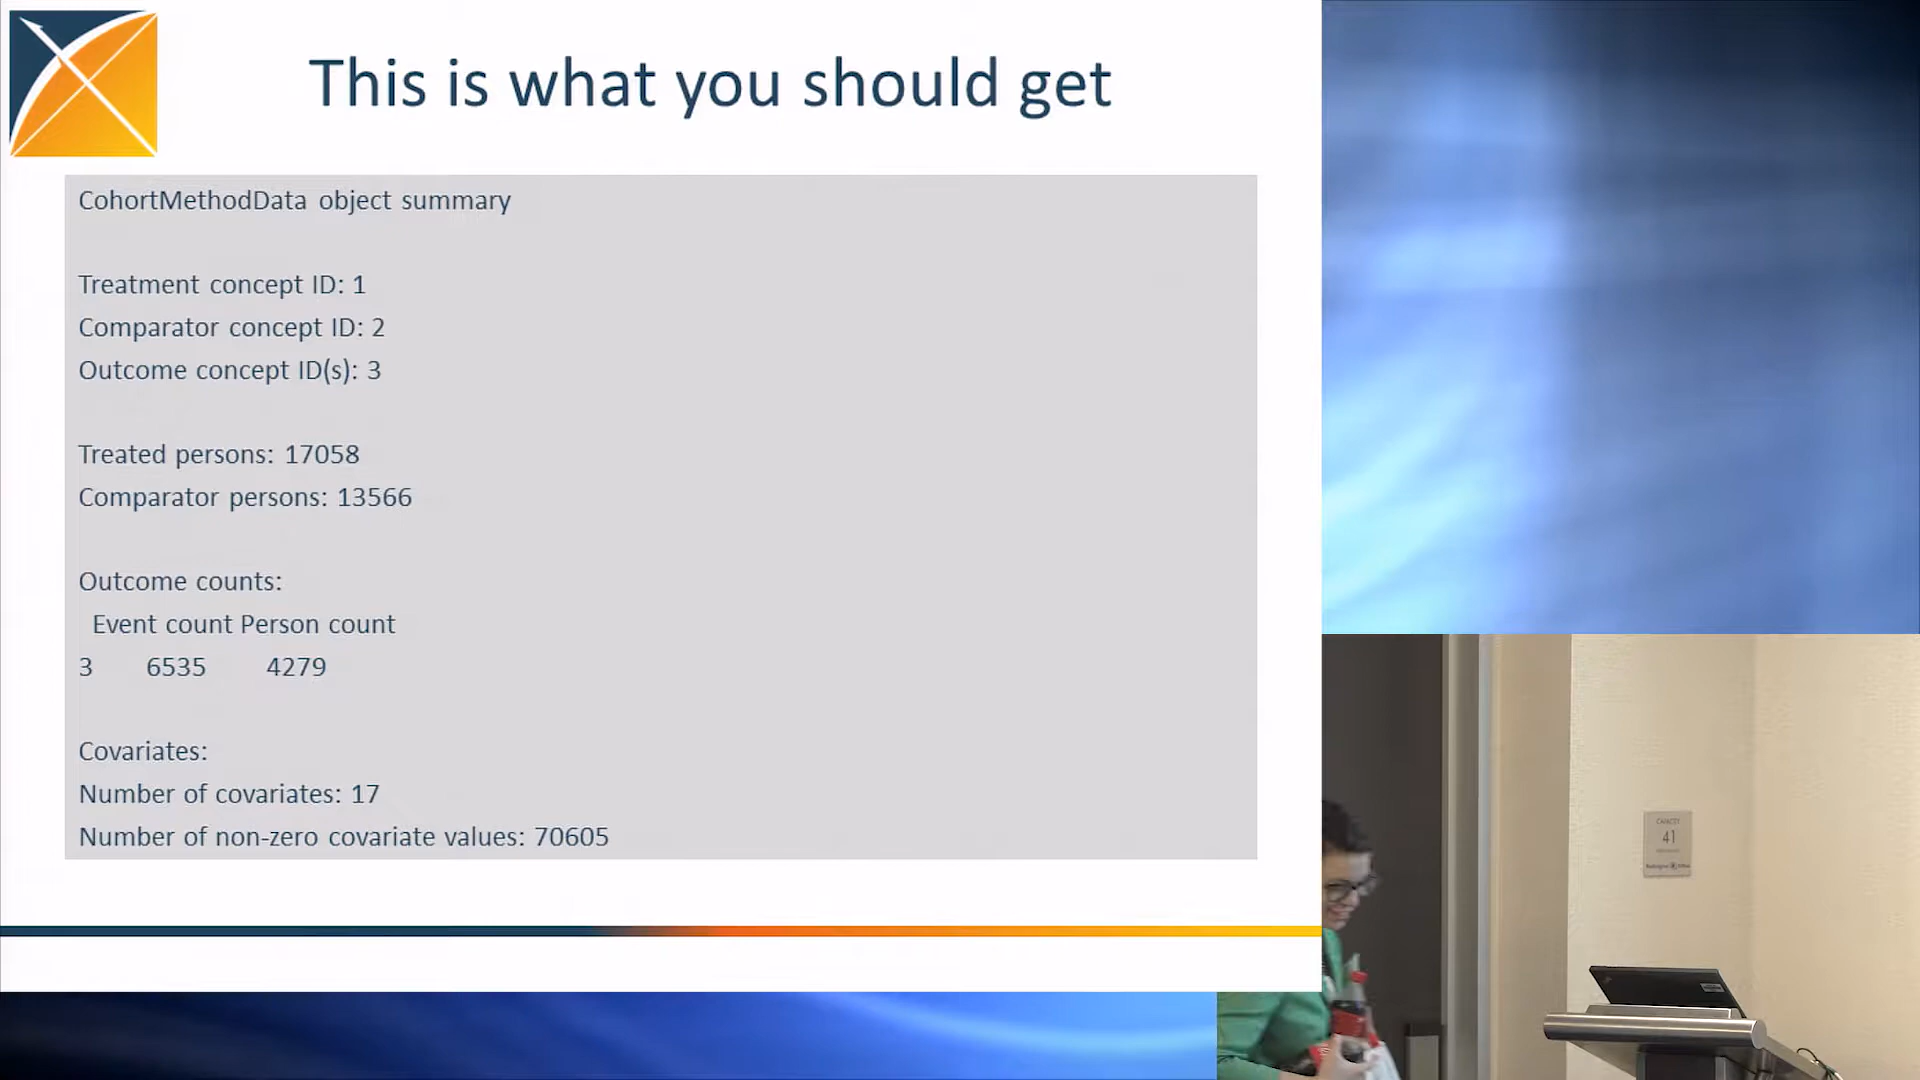 This is what you should get
CohortMethodData object summary
Treatment concept ID: 1
Comparator concept ID: 2
Outcome concept ID(s): 3
Treated persons: 17058
Comparator persons: 13566
Outcome counts:
Event count Person count
3 6535 4279
Covariates:
Number of covariates: 17
Number of non-zero covariate values: 70605
CAPACITY
41